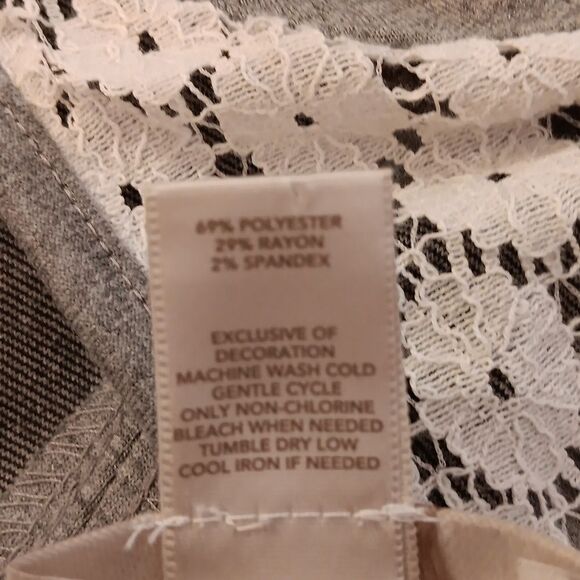 69% POLYESTER
29% RAYON
2% SPANDEX
EXCLUSIVE OF
DECORATION
MACHINE WASH COLD
GENTLE CYCLE
ONLY NON-CHLORINE
BLEACH WHEN NEEDED
TUMBLE DRY LOW
COOL IRON IF NEEDED